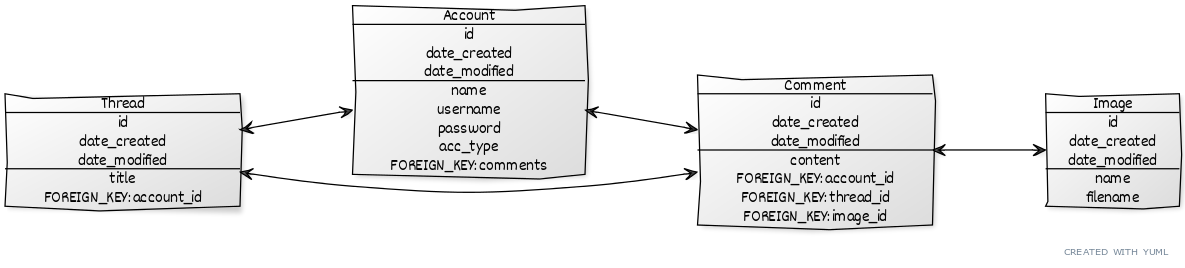 Thread
id
date_created
date_modified
title
FOREIGN_KEY: account_id
Account
id
date_created
date_modified
name
username
password
acc_type
FOREIGN_KEY: comments
Comment
id
date_created
date_modified
content
FOREIGN_KEY: account_id
FOREIGN_KEY: thread_id
FOREIGN_KEY: image_id
Image
id
date_created
date_modified
name
filename
CREATED WITH YUML